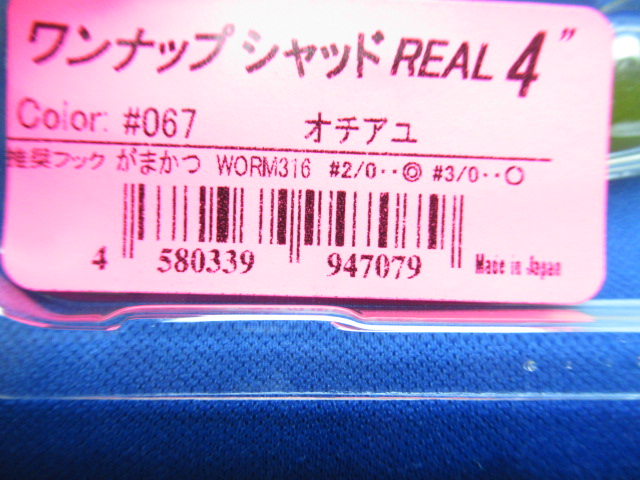 ワンナップシャッドREAL 4"
Color: #067 オチアユ
推奨フック がまかつ WORM316 #2/0‥◎ #3/0‥○
4 580339 947079 Made in Japan